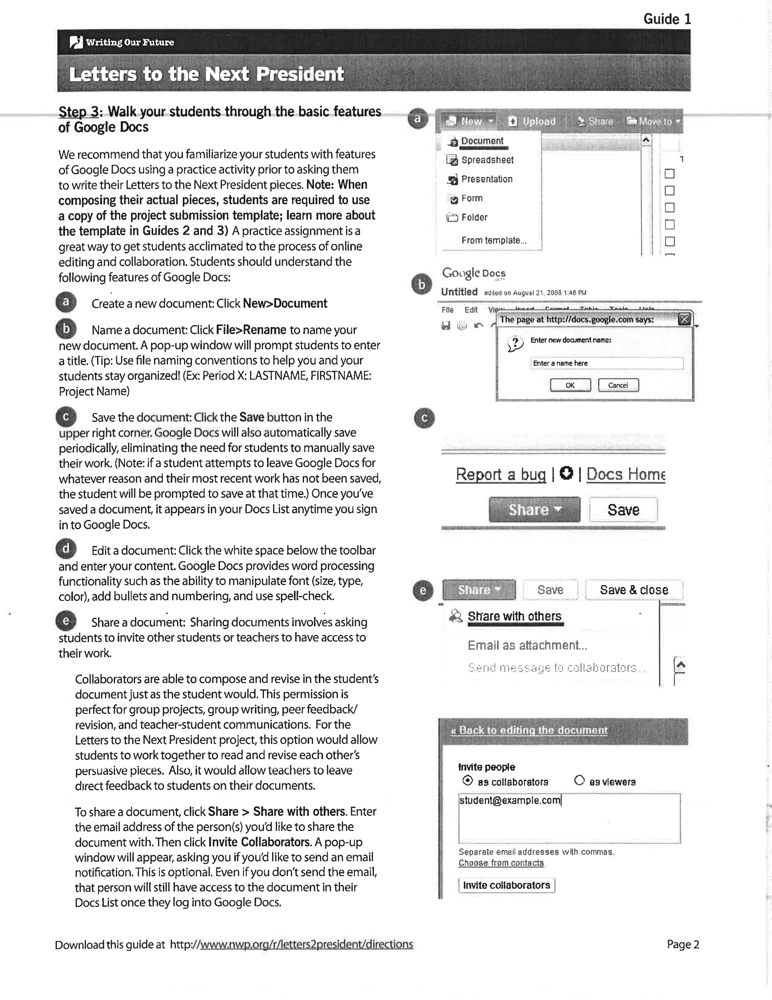 Guide 1
Writing Our Future
Letters to the Next President
Step 3: Walk your students through the basic features
of Google Docs
We recommend that you familiarize your students with features
of Google Docs using a practice activity prior to asking them
to write their Letters to the Next President pieces. Note: When
composing their actual pieces, students are required to use
a copy of the project submission template; learn more about
the template in Guides 2 and 3) A practice assignment is a
great way to get students acclimated to the process of online
editing and collaboration. Students should understand the
following features of Google Docs:
a Create a new document: Click New>Document
b Name a document: Click File>Rename to name your
new document. A pop-up window will prompt students to enter
a title. (Tip: Use file naming conventions to help you and your
students stay organized! (Ex: Period X: LASTNAME, FIRSTNAME:
Project Name)
c Save the document: Click the Save button in the
upper right corner. Google Docs will also automatically save
periodically, eliminating the need for students to manually save
their work. (Note: if a student attempts to leave Google Docs for
whatever reason and their most recent work has not been saved,
the student will be prompted to save at that time.) Once you've
saved a document, it appears in your Docs List anytime you sign
in to Google Docs.
d Edit a document: Click the white space below the toolbar
and enter your content. Google Docs provides word processing
functionality such as the ability to manipulate font (size, type,
color), add bullets and numbering, and use spell-check.
e Share a document: Sharing documents involves asking
students to invite other students or teachers to have access to
their work.
Collaborators are able to compose and revise in the student's
document just as the student would. This permission is
perfect for group projects, group writing, peer feedback/
revision, and teacher-student communications. For the
Letters to the Next President project, this option would allow
students to work together to read and revise each other's
persuasive pieces. Also, it would allow teachers to leave
direct feedback to students on their documents.
To share a document, click Share > Share with others. Enter
the email address of the person(s) you'd like to share the
document with. Then click Invite Collaborators. A pop-up
window will appear, asking you if you'd like to send an email
notification. This is optional. Even if you don't send the email,
that person will still have access to the document in their
Docs List once they log into Google Docs.
a
New Upload Share Move to
Document
Spreadsheet
Presentation
Form
Folder
From template...
b
Google Docs
Untitled edited on August 21, 2008 1:48 PM
File Edit View Insert Format Table Tools Help
The page at http://docs.google.com says:
Enter new document name:
Enter a name here
OK Cancel
c
Report a bug | | Docs Home
Share Save
e
Share Save Save & close
Share with others
Email as attachment...
Send message to collaborators...
« Back to editing the document
Invite people
as collaborators as viewers
student@example.com
Separate email addresses with commas.
Choose from contacts
Invite collaborators
Download this guide at http://www.nwp.org/r/letters2president/directions
Page 2